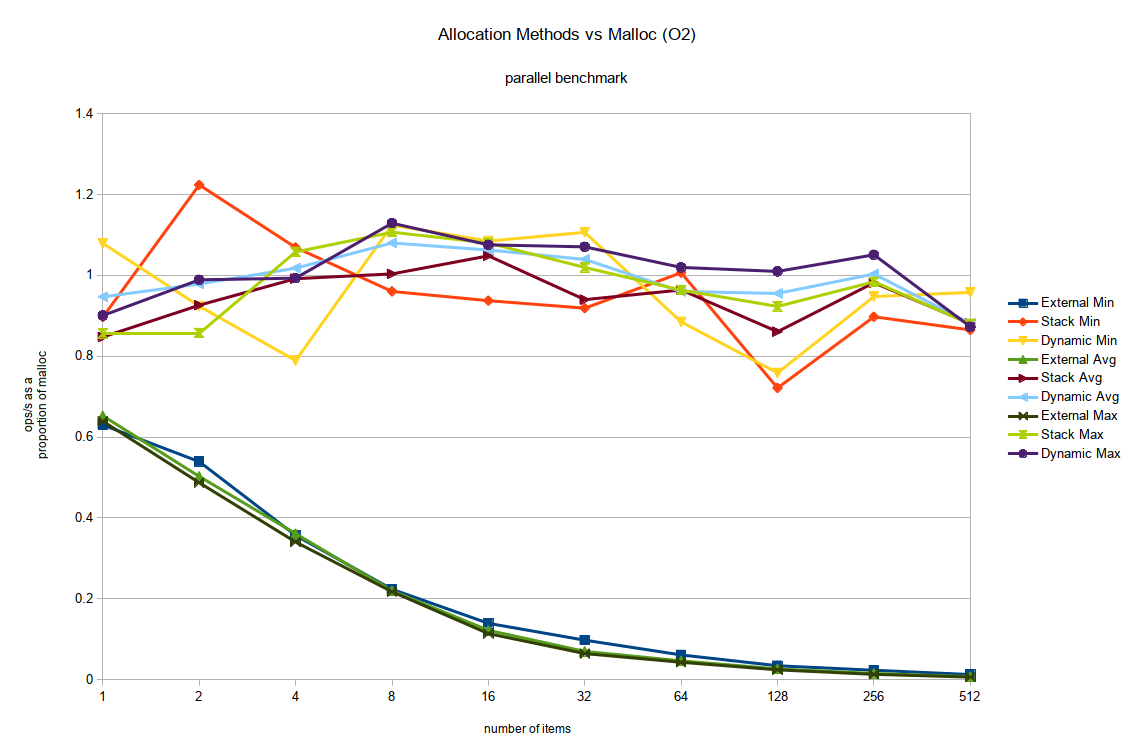 Allocation Methods vs Malloc (O2)
parallel benchmark
1.4
1.2
1
0.8
0.6
0.4
0.2
0
ops/s as a
proportion of malloc
1 2 4 8 16 32 64 128 256 512
number of items
External Min
Stack Min
Dynamic Min
External Avg
Stack Avg
Dynamic Avg
External Max
Stack Max
Dynamic Max